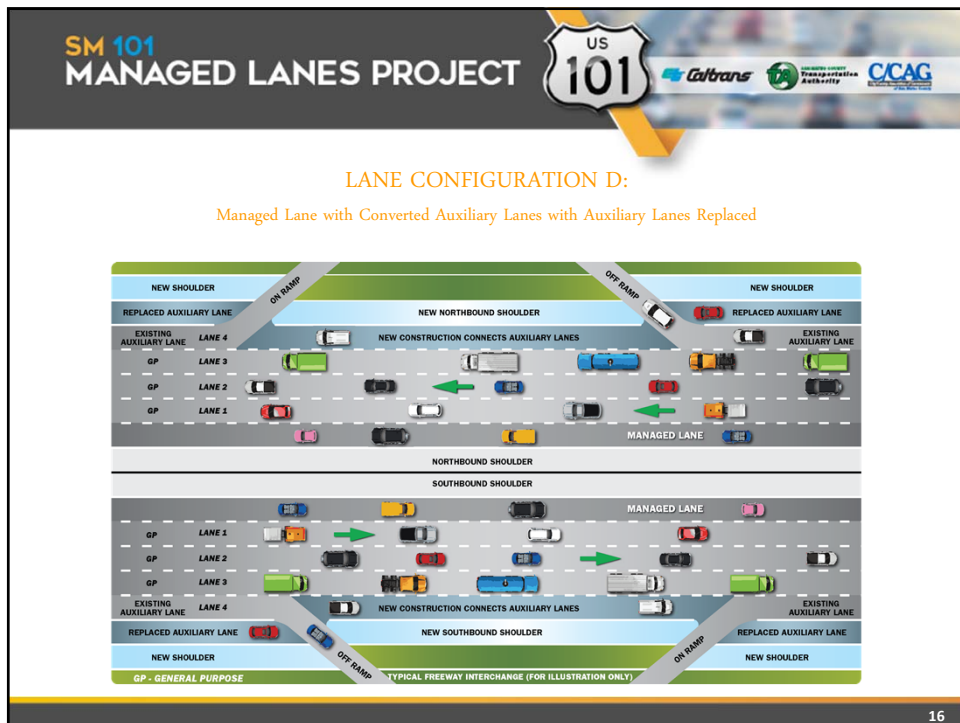 SM 101
MANAGED LANES PROJECT
US
101
Caltrans
Transportation
Authority
C/CAG
LANE CONFIGURATION D:
Managed Lane with Converted Auxiliary Lanes with Auxiliary Lanes Replaced
NEW SHOULDER
ON RAMP
OFF RAMP
NEW SHOULDER
REPLACED AUXILIARY LANE
NEW NORTHBOUND SHOULDER
REPLACED AUXILIARY LANE
EXISTING
AUXILIARY LANE
LANE 4
NEW CONSTRUCTION CONNECTS AUXILIARY LANES
EXISTING
AUXILIARY LANE
GP LANE 3
GP LANE 2
GP LANE 1
MANAGED LANE
NORTHBOUND SHOULDER
SOUTHBOUND SHOULDER
MANAGED LANE
GP LANE 1
GP LANE 2
GP LANE 3
EXISTING
AUXILIARY LANE
LANE 4
NEW CONSTRUCTION CONNECTS AUXILIARY LANES
EXISTING
AUXILIARY LANE
REPLACED AUXILIARY LANE
NEW SOUTHBOUND SHOULDER
REPLACED AUXILIARY LANE
NEW SHOULDER
OFF RAMP
ON RAMP
NEW SHOULDER
GP - GENERAL PURPOSE
TYPICAL FREEWAY INTERCHANGE (FOR ILLUSTRATION ONLY)
16